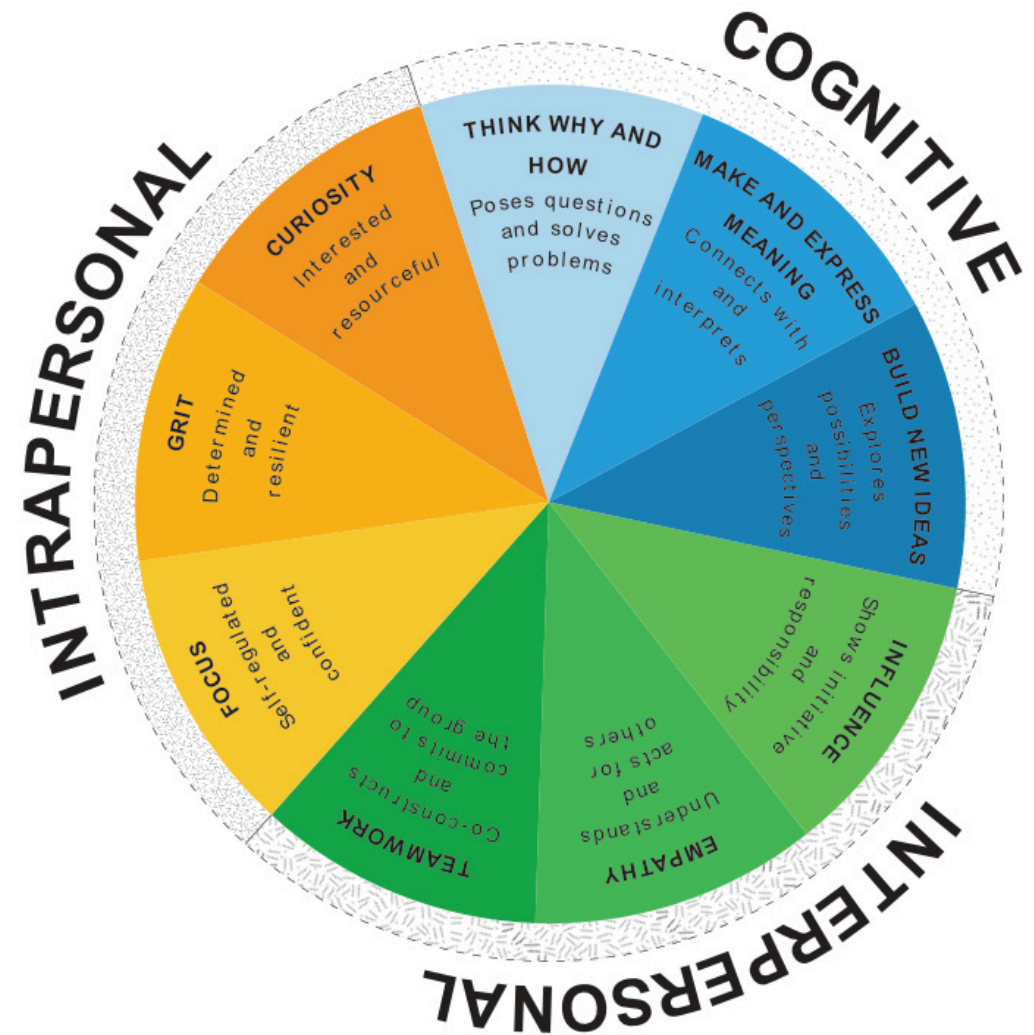 COGNITIVE
THINK WHY AND
HOW
Poses questions
and solves
problems
MAKE AND EXPRESS
MEANING
Connects with
and
interprets
BUILD NEW IDEAS
Explores
possibilities
and
perspectives
INTERPERSONAL
INFLUENCE
Shows initiative
and
responsibility
EMPATHY
Understands
and
acts for
others
TEAMWORK
Co-constructs
and
commits to
the group
INTRAPERSONAL
FOCUS
Self-regulated
and
confident
GRIT
Determined
and
resilient
CURIOSITY
Interested
and
resourceful